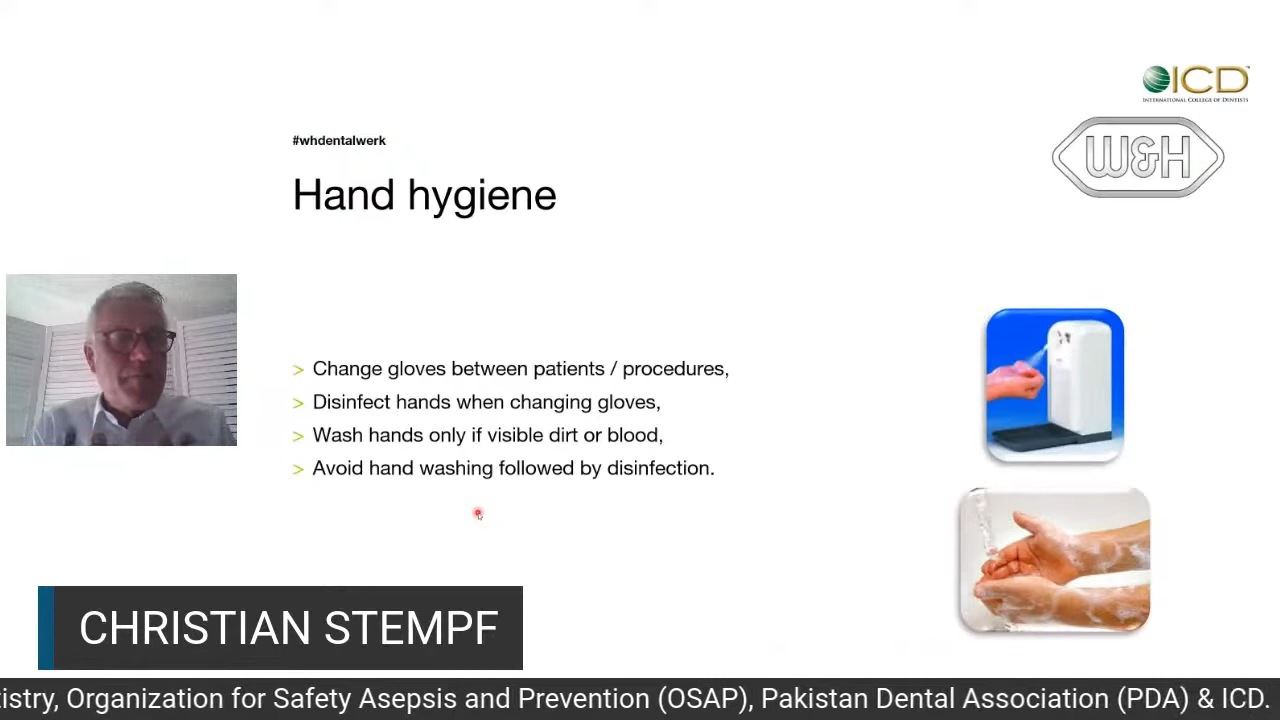 ICD
INTERNATIONAL COLLEGE OF DENTISTS
W&H
#whdentalwerk
Hand hygiene
> Change gloves between patients / procedures,
> Disinfect hands when changing gloves,
> Wash hands only if visible dirt or blood,
> Avoid hand washing followed by disinfection.
CHRISTIAN STEMPF
Organization for Safety Asepsis and Prevention (OSAP), Pakistan Dental Association (PDA) & ICD.